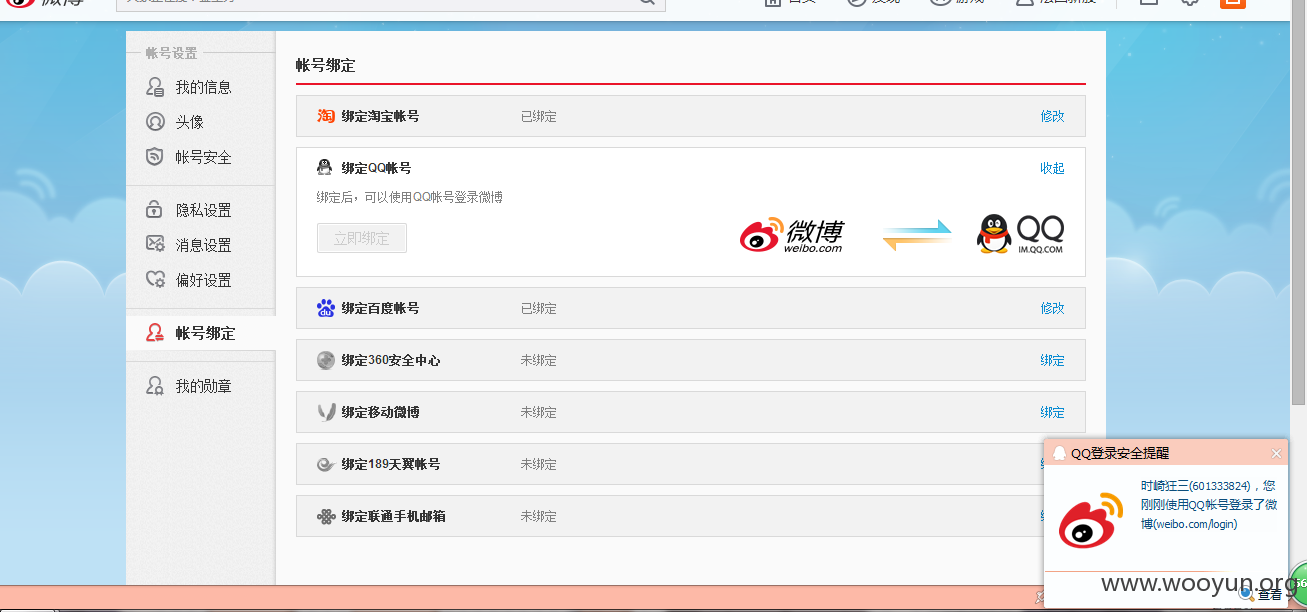 微博
首页
发现
游戏
帐号设置
我的信息
头像
帐号安全
隐私设置
消息设置
偏好设置
帐号绑定
我的勋章
帐号绑定
淘 绑定淘宝帐号 已绑定 修改
绑定QQ帐号 收起
绑定后，可以使用QQ帐号登录微博
立即绑定
微博
weibo.com
QQ
IM.QQ.COM
du 绑定百度帐号 已绑定 修改
绑定360安全中心 未绑定 绑定
绑定移动微博 未绑定 绑定
绑定189天翼帐号 未绑定
绑定联通手机邮箱 未绑定
QQ登录安全提醒
时崎狂三(601333824)，您
刚刚使用QQ帐号登录了微
博(weibo.com/login)
www.wooyun.org
查看